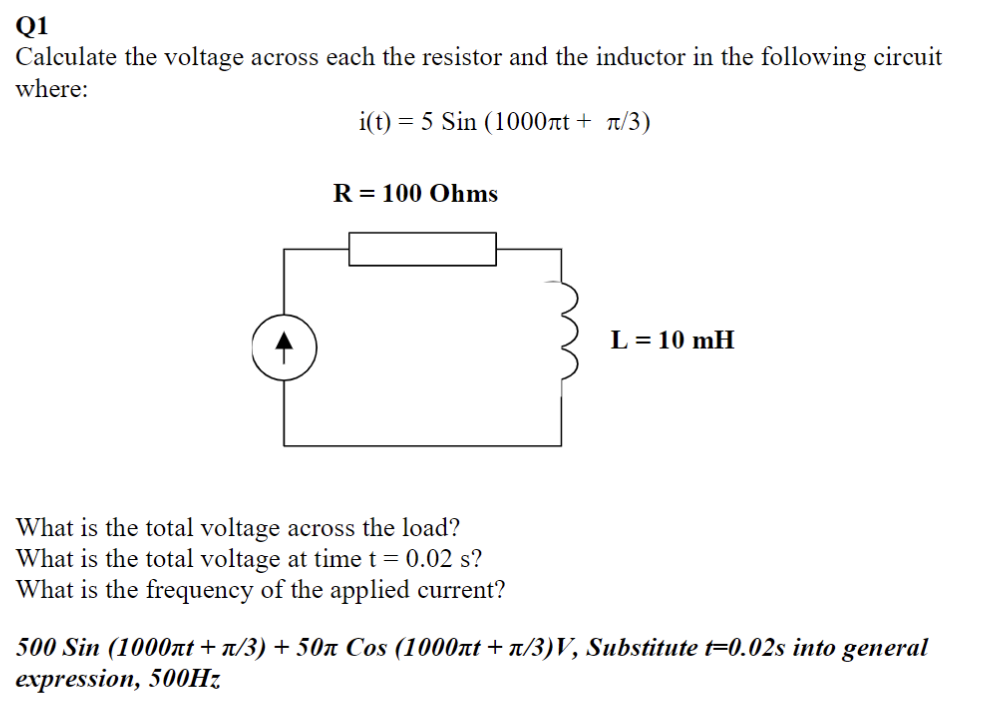 Q1
Calculate the voltage across each the resistor and the inductor in the following circuit
where:
i(t) = 5 Sin (1000πt + π/3)
R = 100 Ohms
L = 10 mH
What is the total voltage across the load?
What is the total voltage at time t = 0.02 s?
What is the frequency of the applied current?
500 Sin (1000πt + π/3) + 50π Cos (1000πt + π/3)V, Substitute t=0.02s into general
expression, 500Hz